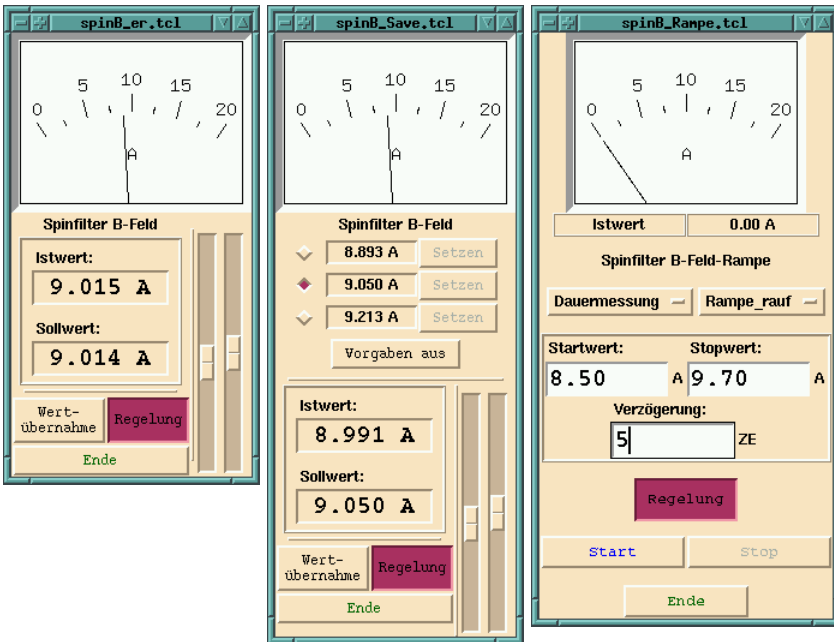 spinB_er.tcl
0 5 10 15 20
A
Spinfilter B-Feld
Istwert:
9.015 A
Sollwert:
9.014 A
Wert-
übernahme
Regelung
Ende
spinB_Save.tcl
0 5 10 15 20
A
Spinfilter B-Feld
8.893 A Setzen
9.050 A Setzen
9.213 A Setzen
Vorgaben aus
Istwert:
8.991 A
Sollwert:
9.050 A
Wert-
übernahme
Regelung
Ende
spinB_Rampe.tcl
0 5 10 15 20
A
Istwert 0.00 A
Spinfilter B-Feld-Rampe
Dauermessung Rampe_rauf
Startwert: Stopwert:
8.50 A 9.70 A
Verzögerung:
5 ZE
Regelung
Start Stop
Ende